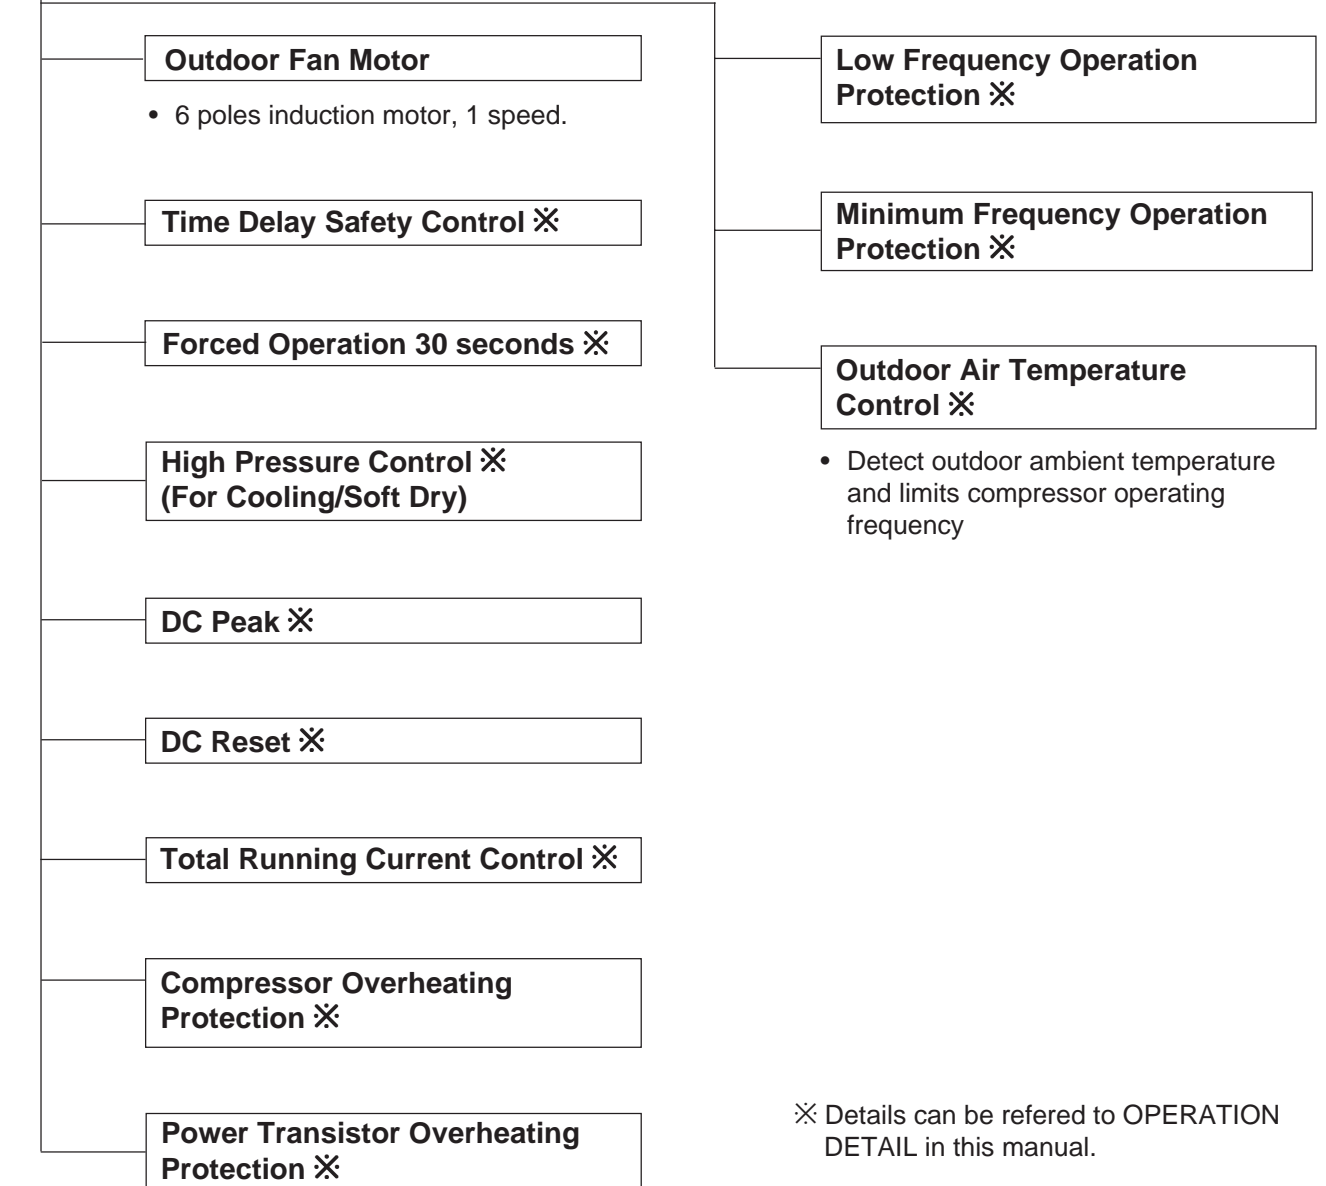 Outdoor Fan Motor
• 6 poles induction motor, 1 speed.
Time Delay Safety Control ※
Forced Operation 30 seconds ※
High Pressure Control ※
(For Cooling/Soft Dry)
DC Peak ※
DC Reset ※
Total Running Current Control ※
Compressor Overheating
Protection ※
Power Transistor Overheating
Protection ※
Low Frequency Operation
Protection ※
Minimum Frequency Operation
Protection ※
Outdoor Air Temperature
Control ※
• Detect outdoor ambient temperature
and limits compressor operating
frequency
※ Details can be refered to OPERATION
DETAIL in this manual.